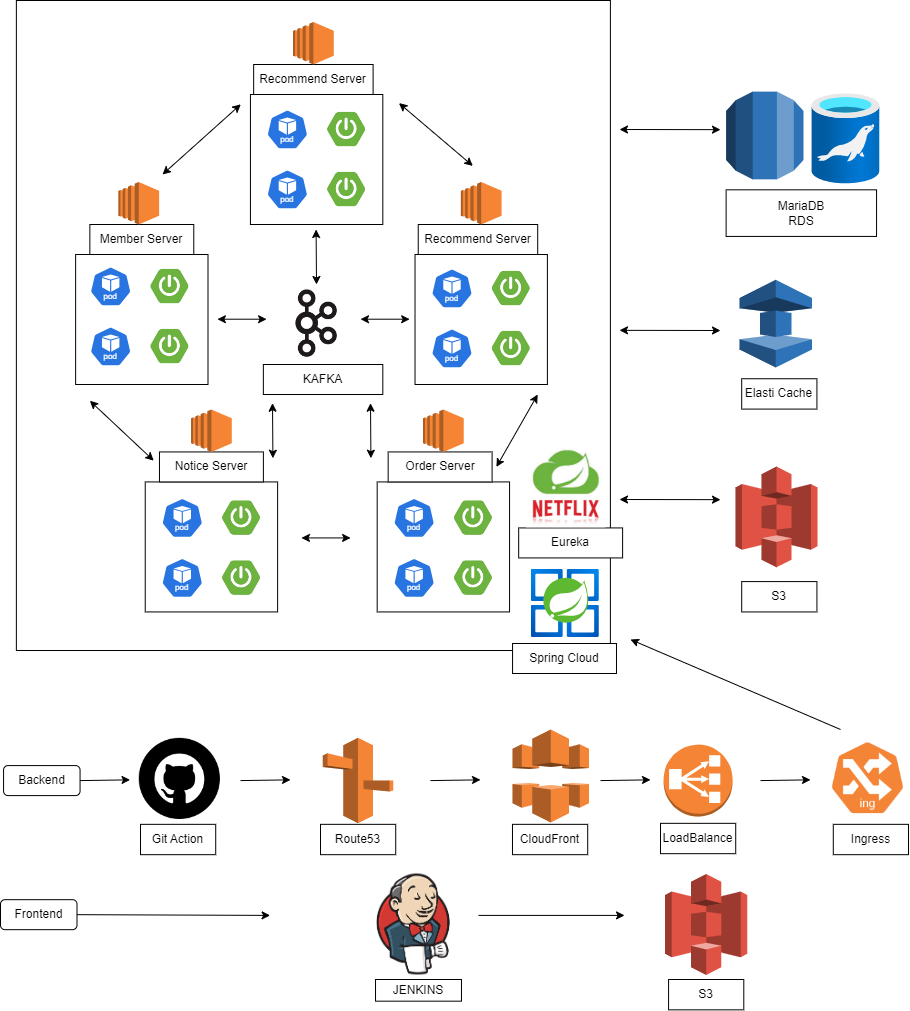 Recommend Server
pod
pod
Member Server
pod
pod
Recommend Server
pod
pod
KAFKA
Notice Server
pod
pod
Order Server
pod
pod
NETFLIX
Eureka
Spring Cloud
MariaDB
RDS
Elasti Cache
S3
Backend
Git Action
Route53
CloudFront
LoadBalance
ing
Ingress
Frontend
JENKINS
S3